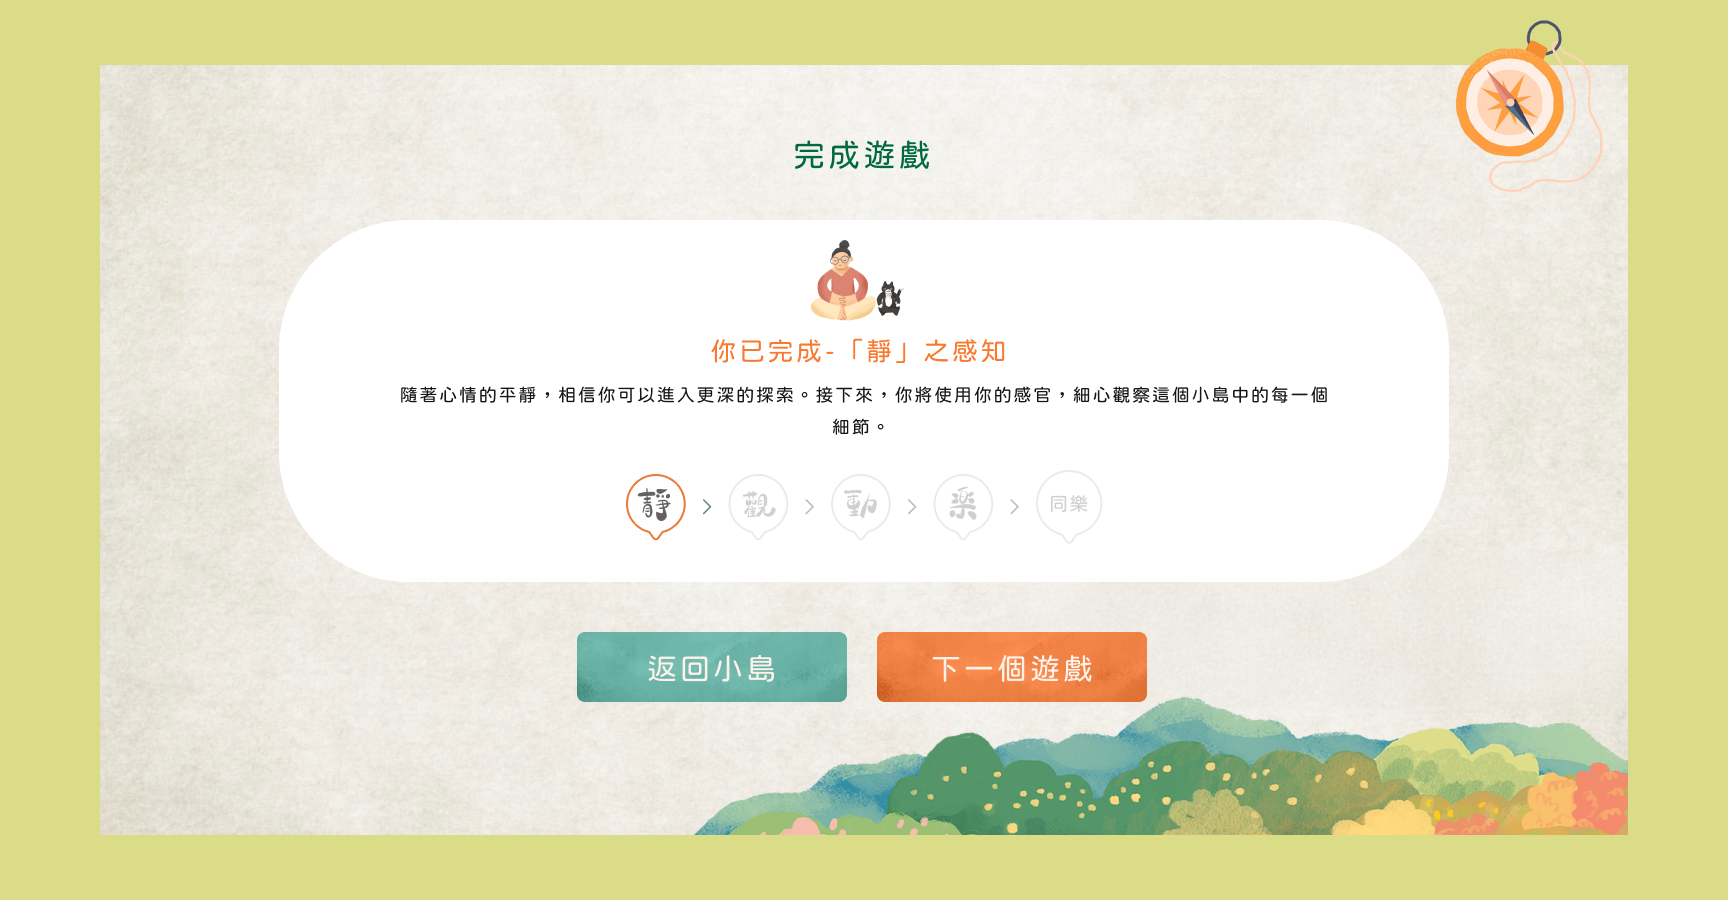 完成遊戲
你已完成-「靜」之感知
隨著心情的平靜，相信你可以進入更深的探索。接下來，你將使用你的感官，細心觀察這個小島中的每一個
細節。
靜 > 觀 > 動 > 楽 > 同樂
返回小島
下一個遊戲